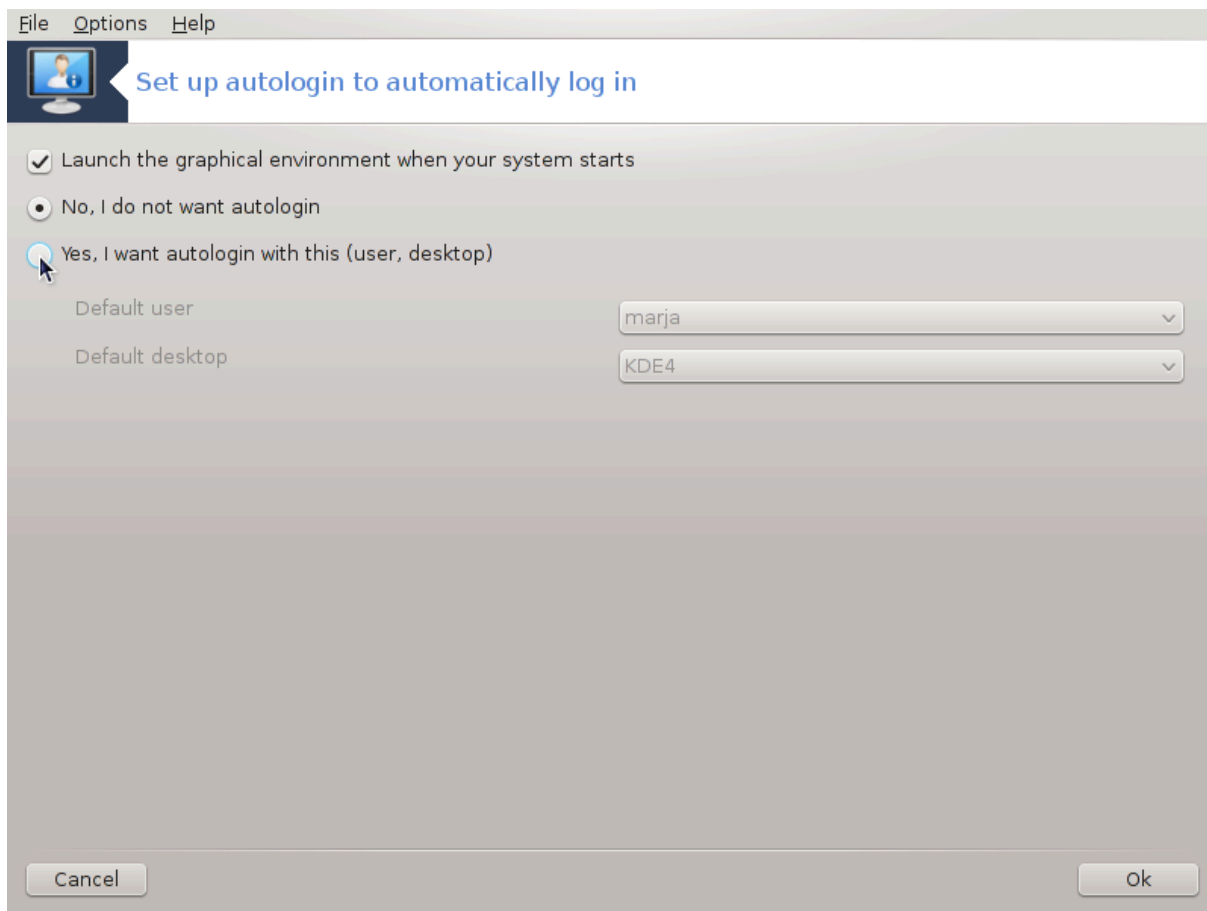 File Options Help
Set up autologin to automatically log in
Launch the graphical environment when your system starts
No, I do not want autologin
Yes, I want autologin with this (user, desktop)
Default user
marja
Default desktop
KDE4
Cancel
Ok